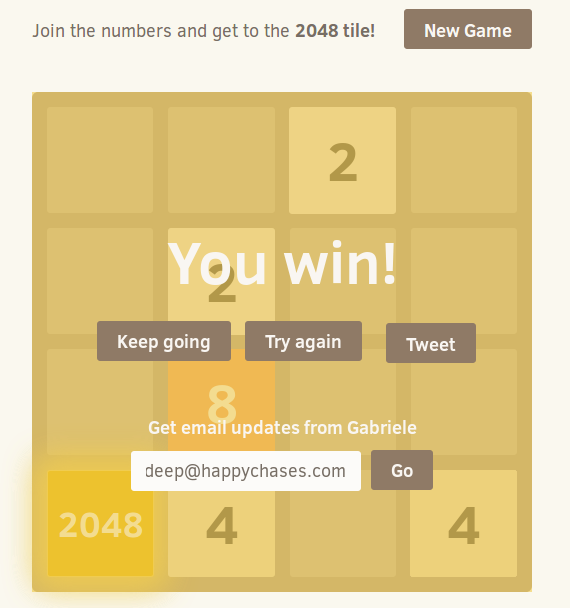 Join the numbers and get to the 2048 tile! New Game
2
You win!
2
Keep going Try again Tweet
8
Get email updates from Gabriele
deep@happychases.com Go
2048 4 4